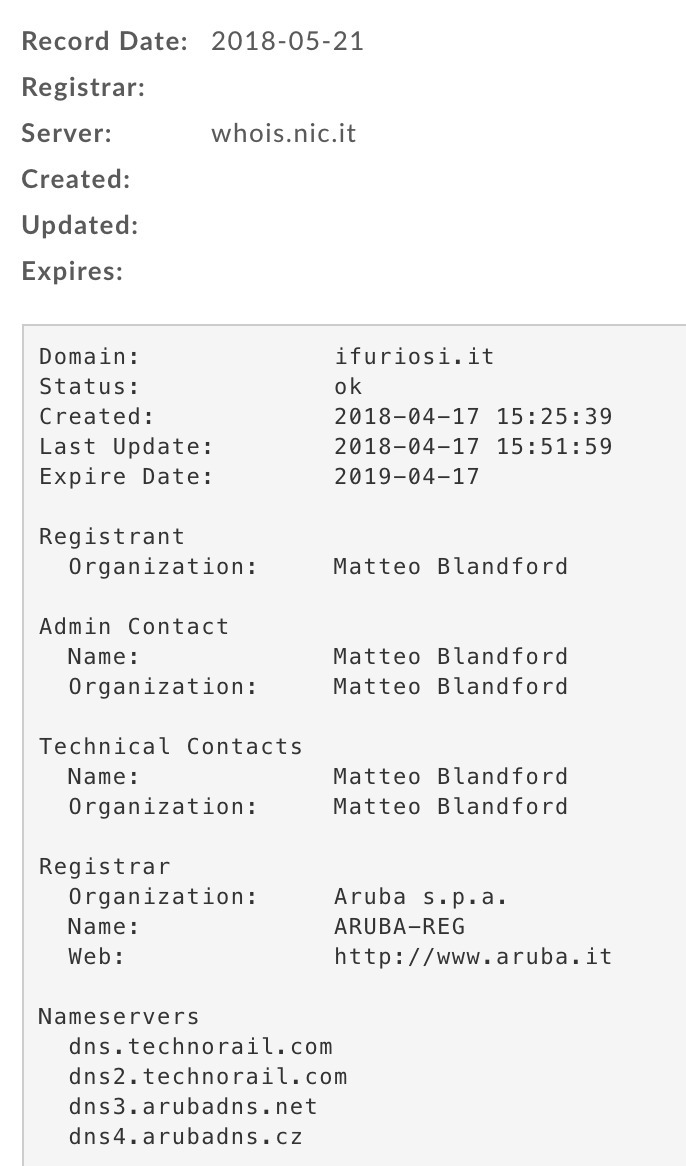 Record Date: 2018-05-21
Registrar:
Server: whois.nic.it
Created:
Updated:
Expires:
Domain: ifuriosi.it
Status: ok
Created: 2018-04-17 15:25:39
Last Update: 2018-04-17 15:51:59
Expire Date: 2019-04-17
Registrant
Organization: Matteo Blandford
Admin Contact
Name: Matteo Blandford
Organization: Matteo Blandford
Technical Contacts
Name: Matteo Blandford
Organization: Matteo Blandford
Registrar
Organization: Aruba s.p.a.
Name: ARUBA-REG
Web: http://www.aruba.it
Nameservers
dns.technorail.com
dns2.technorail.com
dns3.arubadns.net
dns4.arubadns.cz